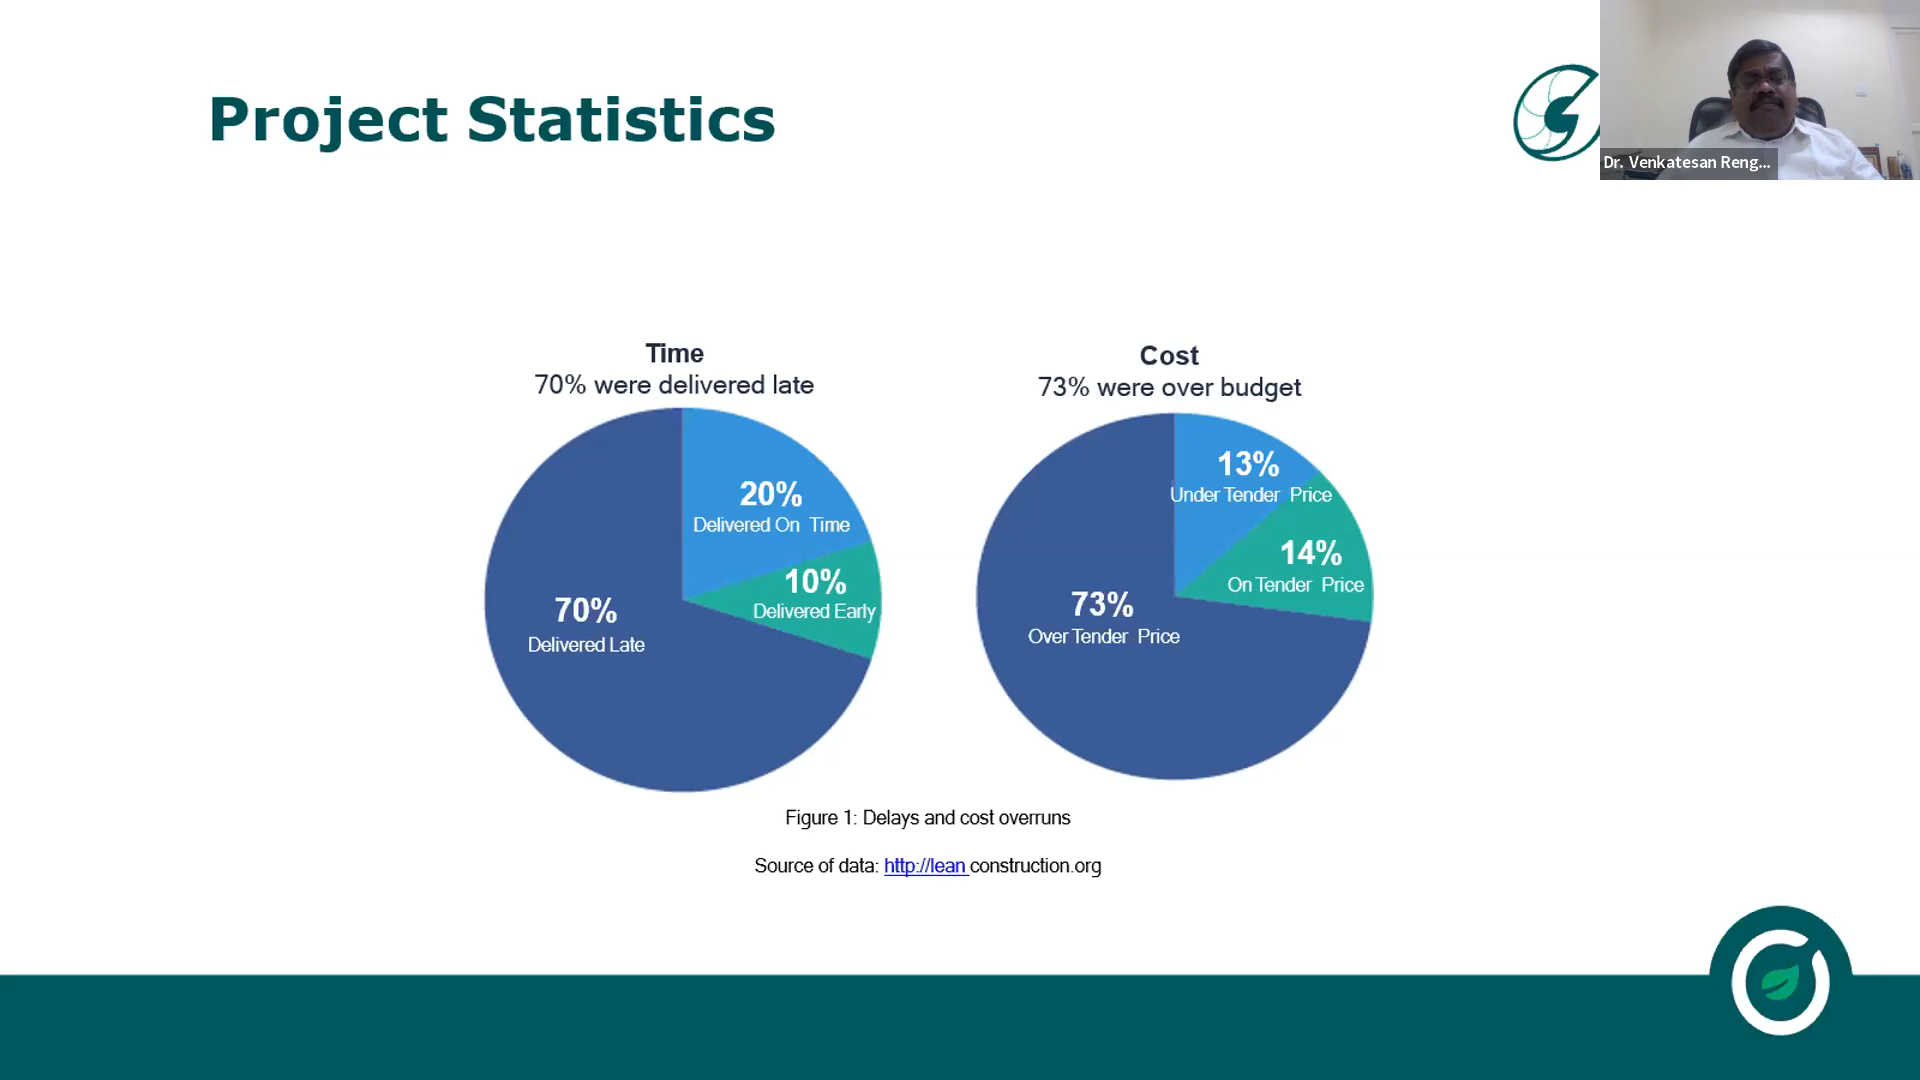 Project Statistics
Dr. Venkatesan Reng...
Time
70% were delivered late
20%
Delivered On Time
10%
Delivered Early
70%
Delivered Late
Cost
73% were over budget
13%
Under Tender Price
14%
On Tender Price
73%
Over Tender Price
Figure 1: Delays and cost overruns
Source of data: http://lean construction.org